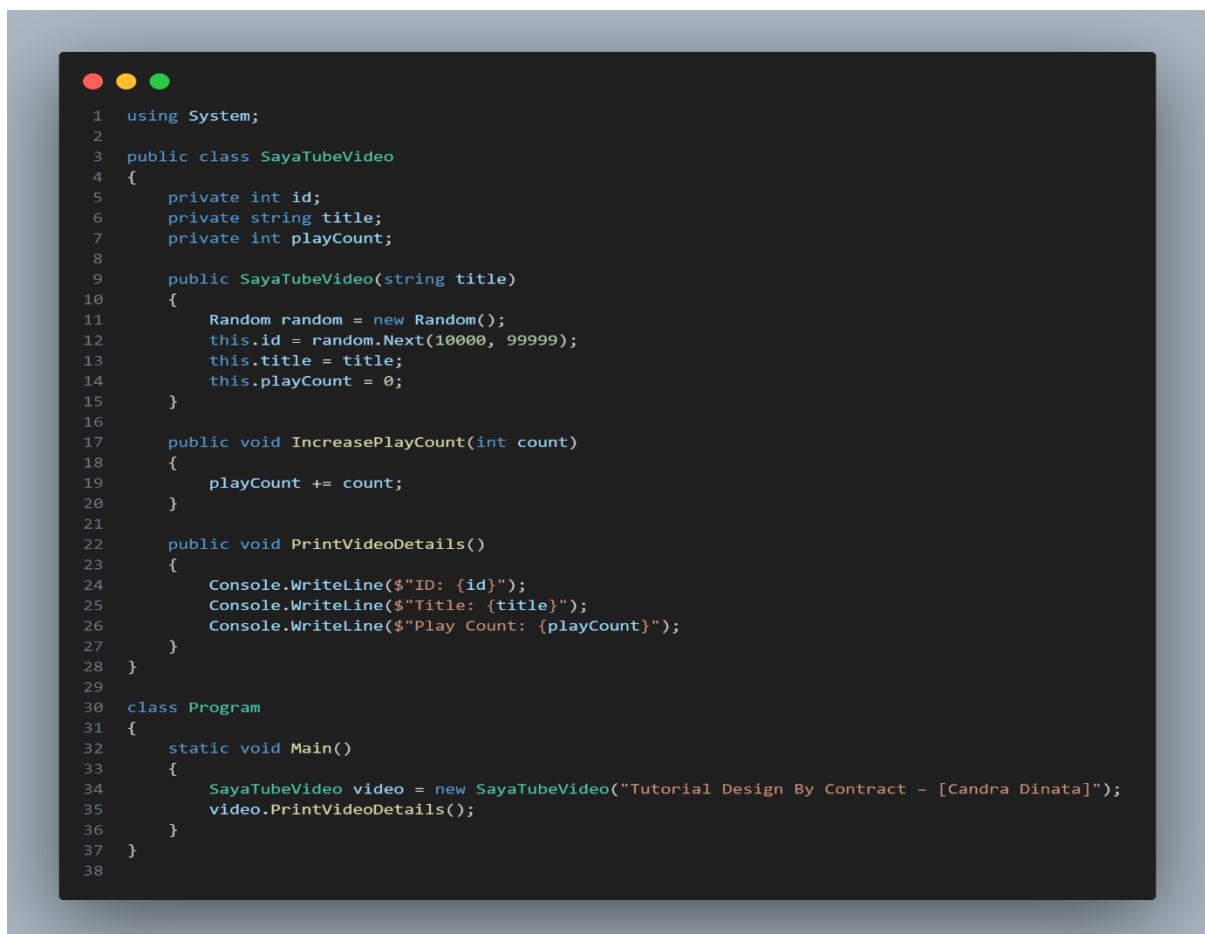 1 using System;
2
3 public class SayaTubeVideo
4 {
5     private int id;
6     private string title;
7     private int playCount;
8
9     public SayaTubeVideo(string title)
10     {
11         Random random = new Random();
12         this.id = random.Next(10000, 99999);
13         this.title = title;
14         this.playCount = 0;
15     }
16
17     public void IncreasePlayCount(int count)
18     {
19         playCount += count;
20     }
21
22     public void PrintVideoDetails()
23     {
24         Console.WriteLine($"ID: {id}");
25         Console.WriteLine($"Title: {title}");
26         Console.WriteLine($"Play Count: {playCount}");
27     }
28 }
29
30 class Program
31 {
32     static void Main()
33     {
34         SayaTubeVideo video = new SayaTubeVideo("Tutorial Design By Contract – [Candra Dinata]");
35         video.PrintVideoDetails();
36     }
37 }
38